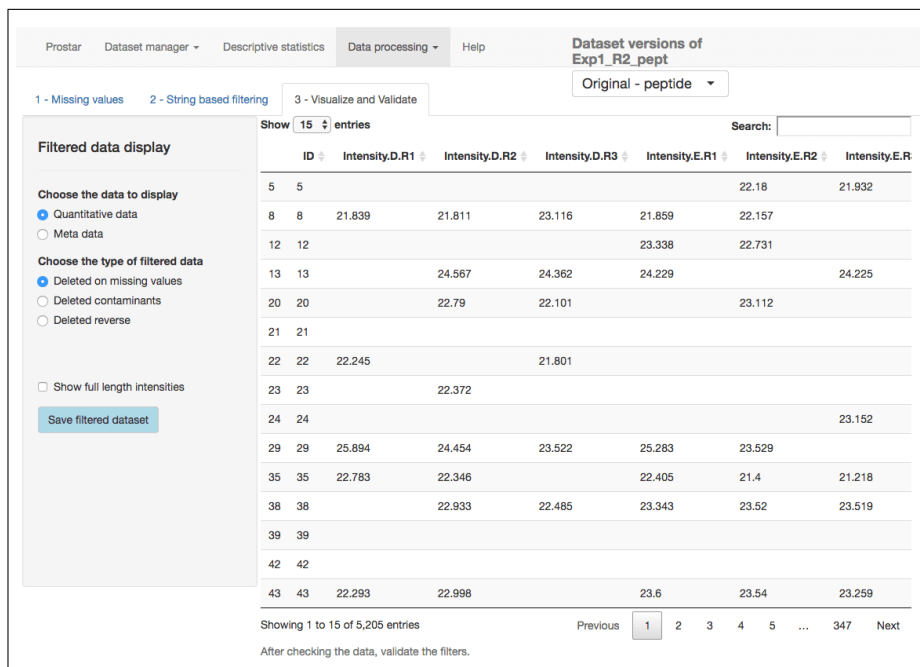 Prostar Dataset manager Descriptive statistics Data processing Help
Dataset versions of
Exp1_R2_pept
Original - peptide
1 - Missing values 2 - String based filtering 3 - Visualize and Validate
Filtered data display
Choose the data to display
Quantitative data
Meta data
Choose the type of filtered data
Deleted on missing values
Deleted contaminants
Deleted reverse
Show full length intensities
Save filtered dataset
Show 15 entries Search:
ID Intensity.D.R1 Intensity.D.R2 Intensity.D.R3 Intensity.E.R1 Intensity.E.R2 Intensity.E.R3
5 5 22.18 21.932
8 8 21.839 21.811 23.116 21.859 22.157
12 12 23.338 22.731
13 13 24.567 24.362 24.229 24.225
20 20 22.79 22.101 23.112
21 21
22 22 22.245 21.801
23 23 22.372
24 24 23.152
29 29 25.894 24.454 23.522 25.283 23.529
35 35 22.783 22.346 22.405 21.4 21.218
38 38 22.933 22.485 23.343 23.52 23.519
39 39
42 42
43 43 22.293 22.998 23.6 23.54 23.259
Showing 1 to 15 of 5,205 entries Previous 1 2 3 4 5 … 347 Next
After checking the data, validate the filters.